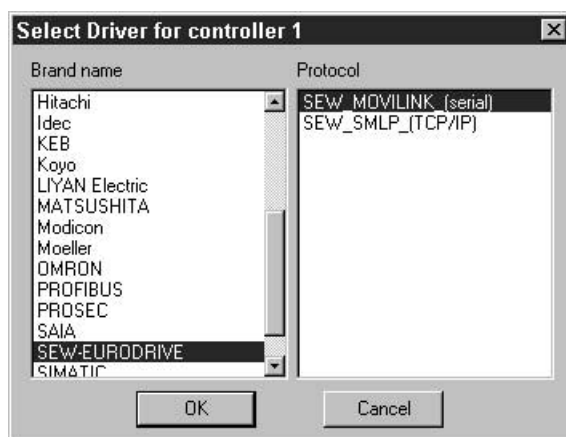 Select Driver for controller 1
Brand name
Hitachi
Idec
KEB
Koyo
LIYAN Electric
MATSUSHITA
Modicon
Moeller
OMRON
PROFIBUS
PROSEC
SAIA
SEW-EURODRIVE
SIMATIC
Protocol
SEW_MOVILINK_(serial)
SEW_SMLP_(TCP/IP)
OK
Cancel